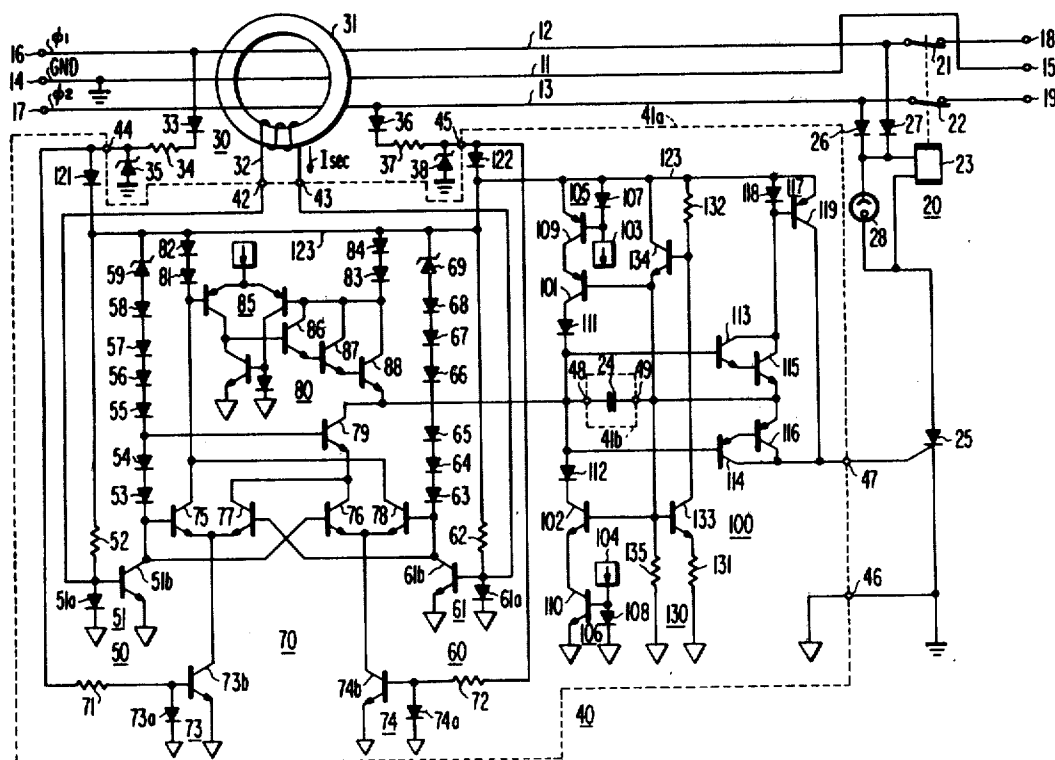 16 ϕ1 31 12 18
14 GND 11 21 15
17 ϕ2 13 19
33 36 41a 26 27 22
44 30 45 23
35 34 32 Isec 37 38 122 123 20
121 42 43 105 107 118 117
132 119 28
123 109 103 134
59 82 84 69
81 83 101
58 85 68 111 113
57 86 67 115
56 87 88 66 48 24 49
55 80 65 41b 116
54 79 64 112 114 47 25
53 63
75 77 76 78 102 133 100
52 62 104 135 131
51b 61b 110 108 46
51a 51 61 61a 106 130
50 70 60
73b 74b
71 72
73a 73 74 74a 40